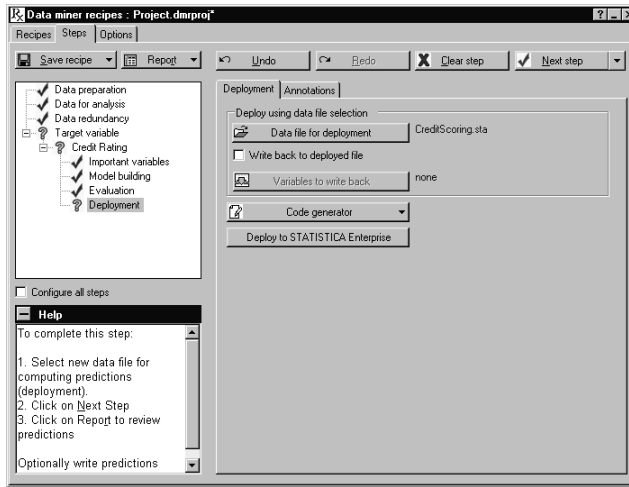 Data miner recipes : Project.dmrproj*
Recipes Steps Options
Save recipe Report Undo Redo Clear step Next step
Data preparation
Data for analysis
Data redundancy
Target variable
Credit Rating
Important variables
Model building
Evaluation
Deployment
Configure all steps
Help
To complete this step:
1. Select new data file for
computing predictions
(deployment).
2. Click on Next Step
3. Click on Report to review
predictions
Optionally write predictions
Deployment Annotations
Deploy using data file selection
Data file for deployment CreditScoring.sta
Write back to deployed file
Variables to write back none
Code generator
Deploy to STATISTICA Enterprise